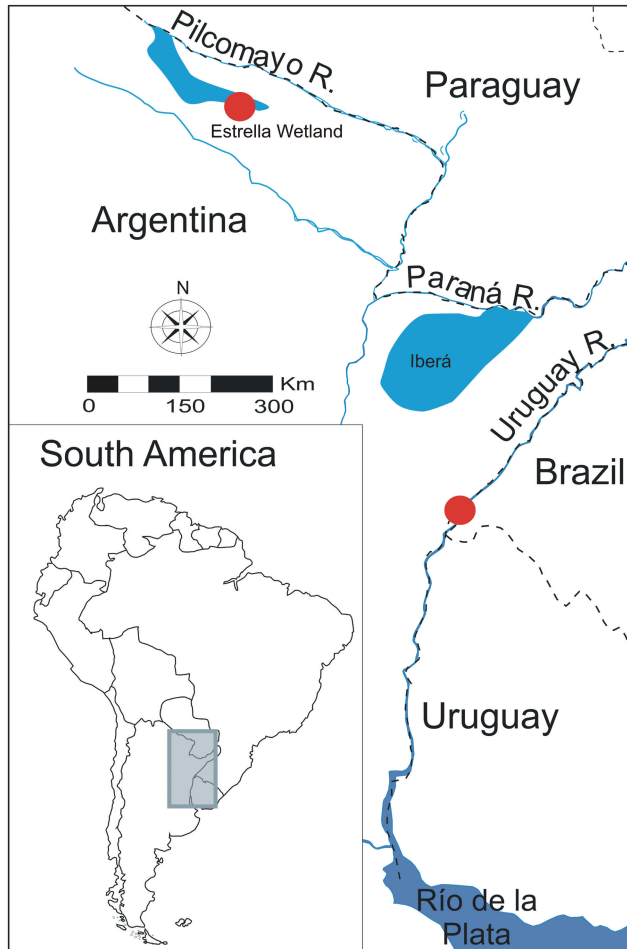 Pilcomayo R.
Paraguay
Estrella Wetland
Argentina
Paraná R.
N
Iberá
Km
0 150 300
Uruguay R.
South America
Brazil
Uruguay
Río de la
Plata